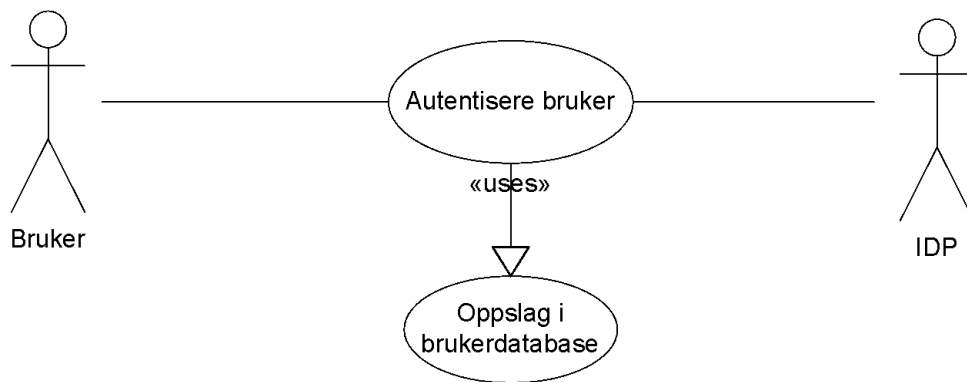 Autentisere bruker
«uses»
Bruker
IDP
Oppslag i
brukerdatabase